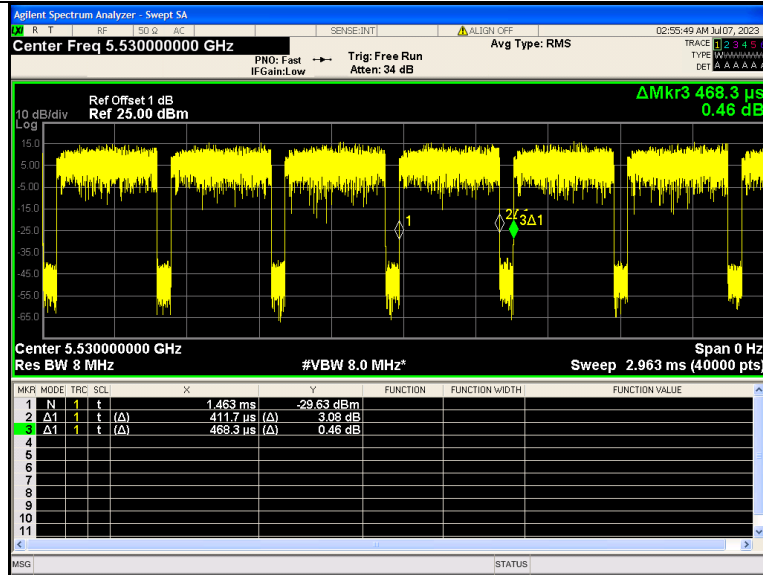 Agilent Spectrum Analyzer - Swept SA
LXI R T RF 50 Ω AC SENSE:INT ALIGN OFF 02:55:49 AM Jul 07, 2023
Center Freq 5.530000000 GHz
PNO: Fast
IFGain:Low
Trig: Free Run
Atten: 34 dB
Avg Type: RMS
TRACE 1 2 3 4 5
TYPE W
DET A A A A A
ΔMkr3 468.3 µs
0.46 dB
10 dB/div
Log
Ref Offset 1 dB
Ref 25.00 dBm
15.0
5.00
-5.00
-15.0
-25.0
-35.0
-45.0
-55.0
-65.0
1
3Δ1
Center 5.530000000 GHz
Span 0 Hz
Res BW 8 MHz
#VBW 8.0 MHz*
Sweep 2.963 ms (40000 pts)
MKR MODE TRC SCL X Y FUNCTION FUNCTION WIDTH FUNCTION VALUE
1 N 1 t 1.463 ms -29.63 dBm
2 Δ1 1 t (Δ) 411.7 µs (Δ) 3.08 dB
3 Δ1 1 t (Δ) 468.3 µs (Δ) 0.46 dB
4
5
6
7
8
9
10
11
MSG
STATUS